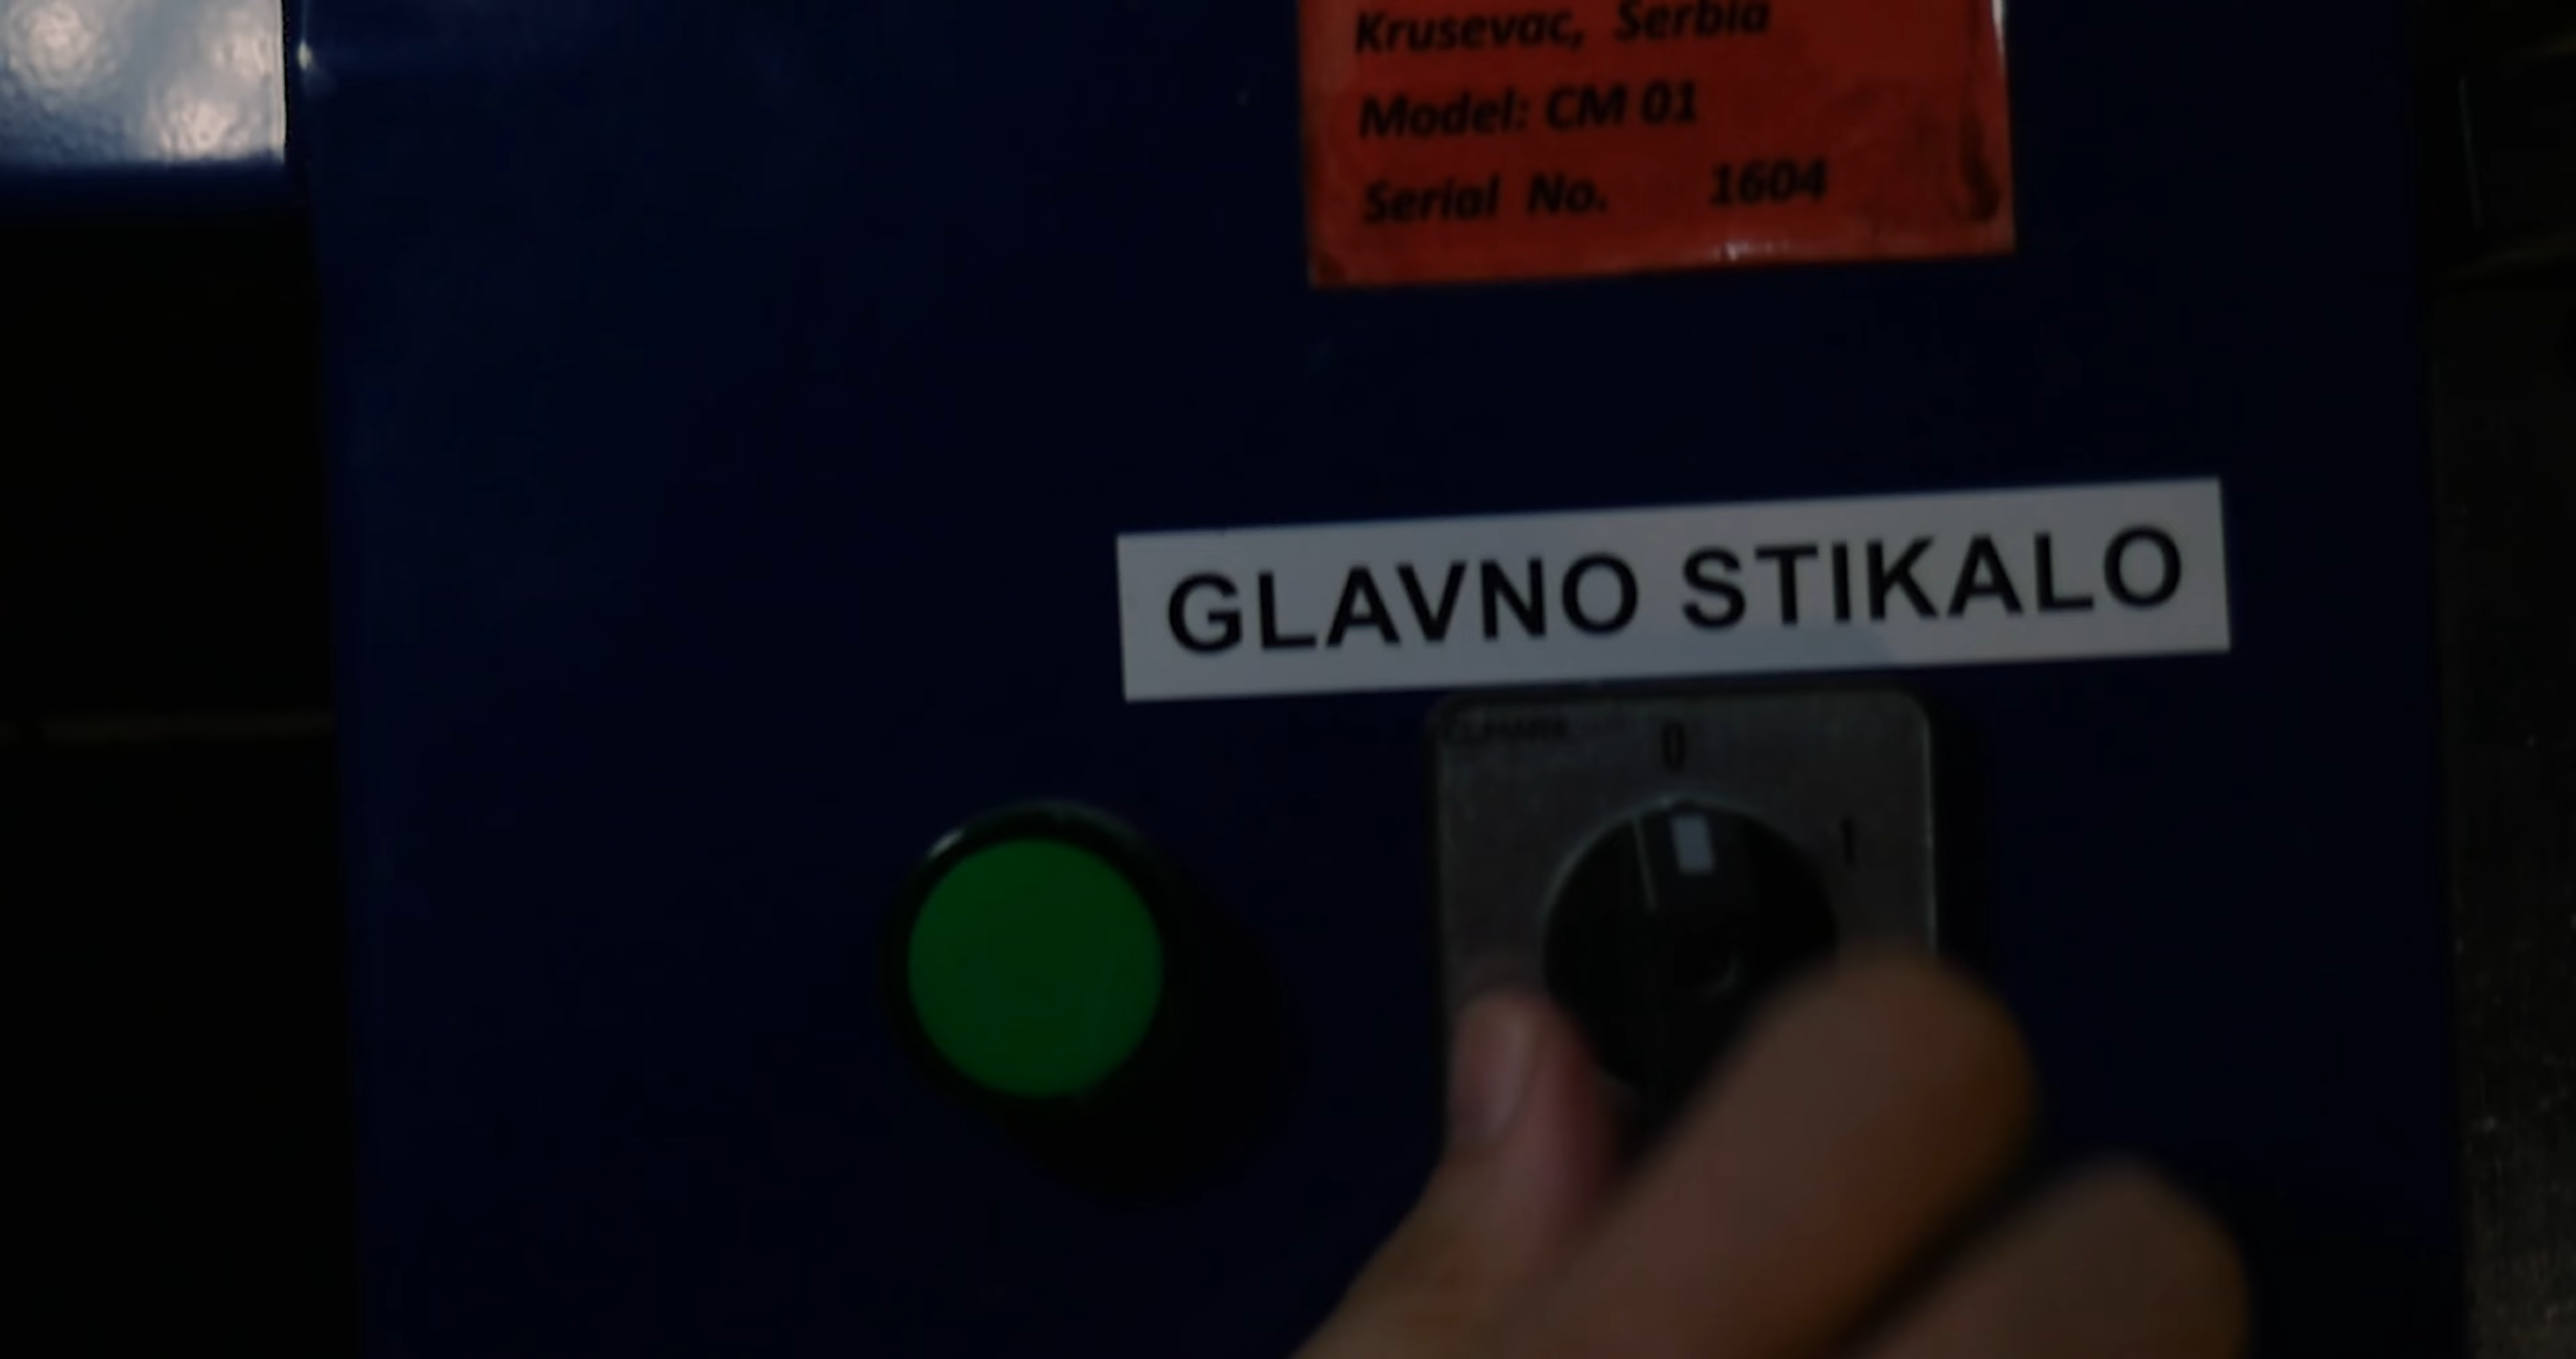 Krusevac, Serbia
Model: CM 01
Serial No. 1604
GLAVNO STIKALO
0
1